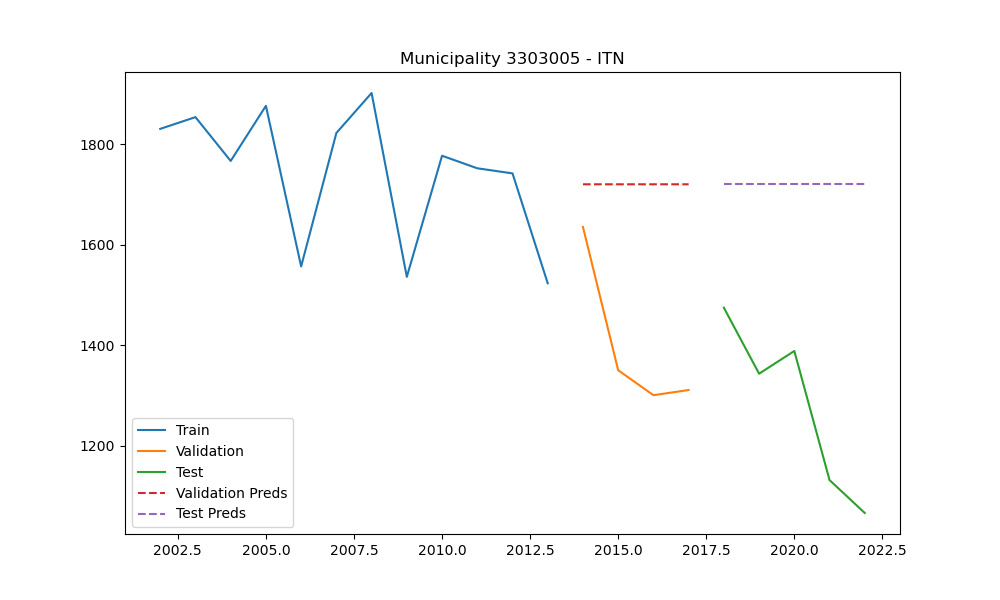 Municipality 3303005 - ITN
1800
1600
1400
1200
Train
Validation
Test
Validation Preds
Test Preds
2002.5 2005.0 2007.5 2010.0 2012.5 2015.0 2017.5 2020.0 2022.5